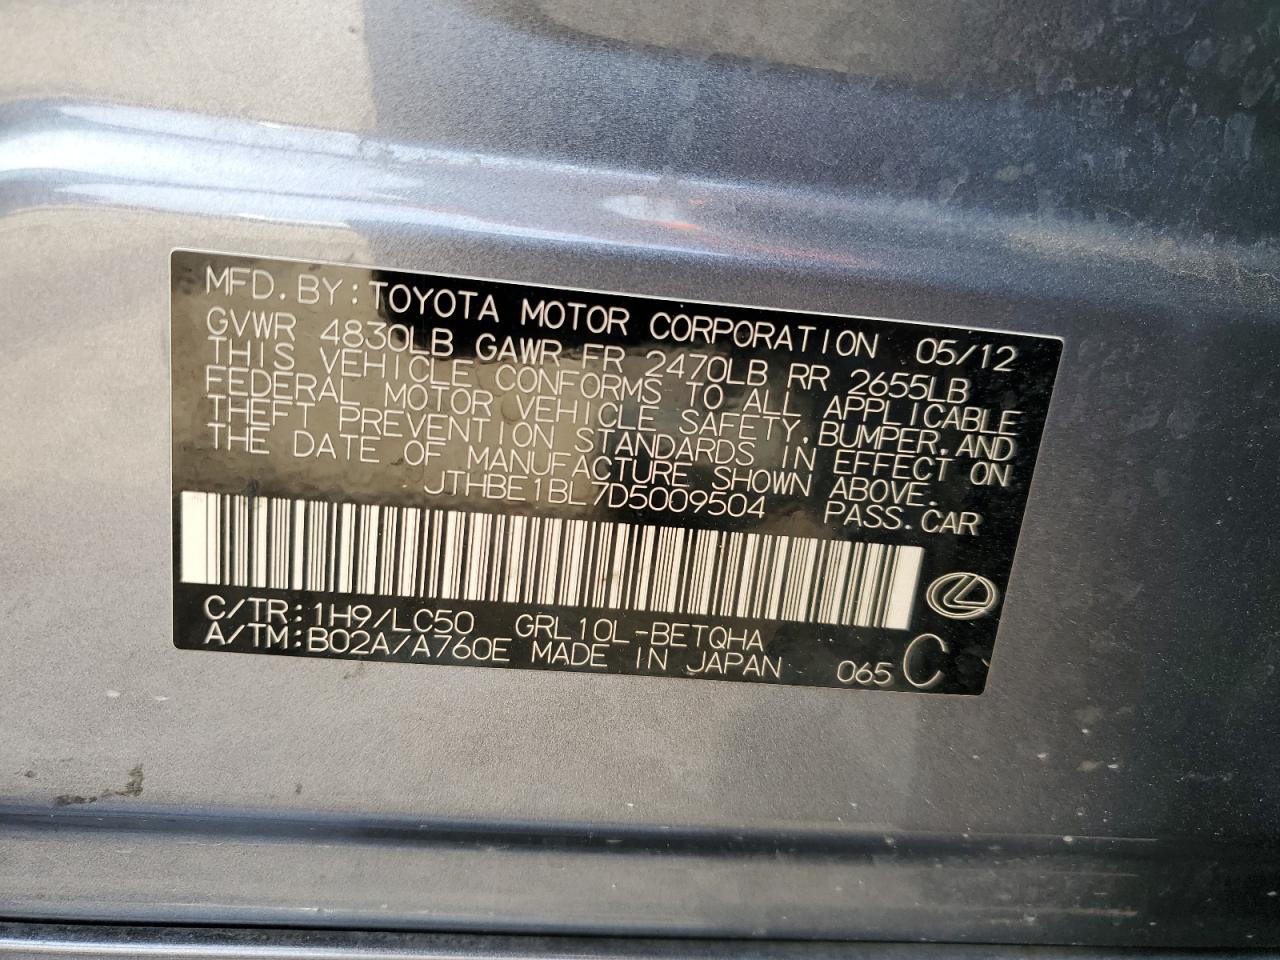 MFD. BY: TOYOTA MOTOR CORPORATION 05/12
GVWR 4830LB GAWR FR 2470LB RR 2655LB
THIS VEHICLE CONFORMS TO ALL APPLICABLE
FEDERAL MOTOR VEHICLE SAFETY, BUMPER, AND
THEFT PREVENTION STANDARDS IN EFFECT ON
THE DATE OF MANUFACTURE SHOWN ABOVE.
JTHBE1BL7D5009504 PASS. CAR
C/TR: 1H9/LC50 GRL10L-BETQHA
A/TM: B02A/A760E MADE IN JAPAN 065 C